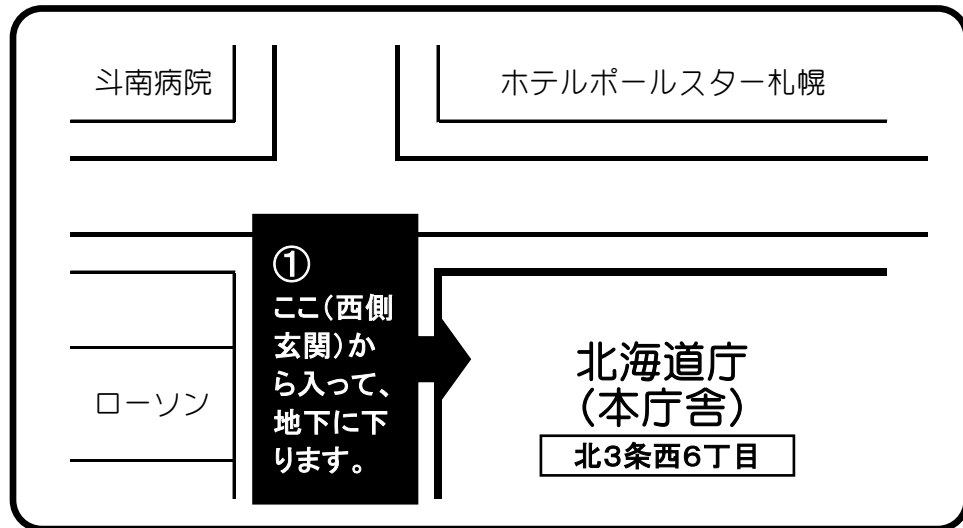 斗南病院
ホテルポールスター札幌
①
ここ(西側
玄関)か
ら入って、
地下に下
ります。
ローソン
北海道庁
(本庁舎)
北3条西6丁目